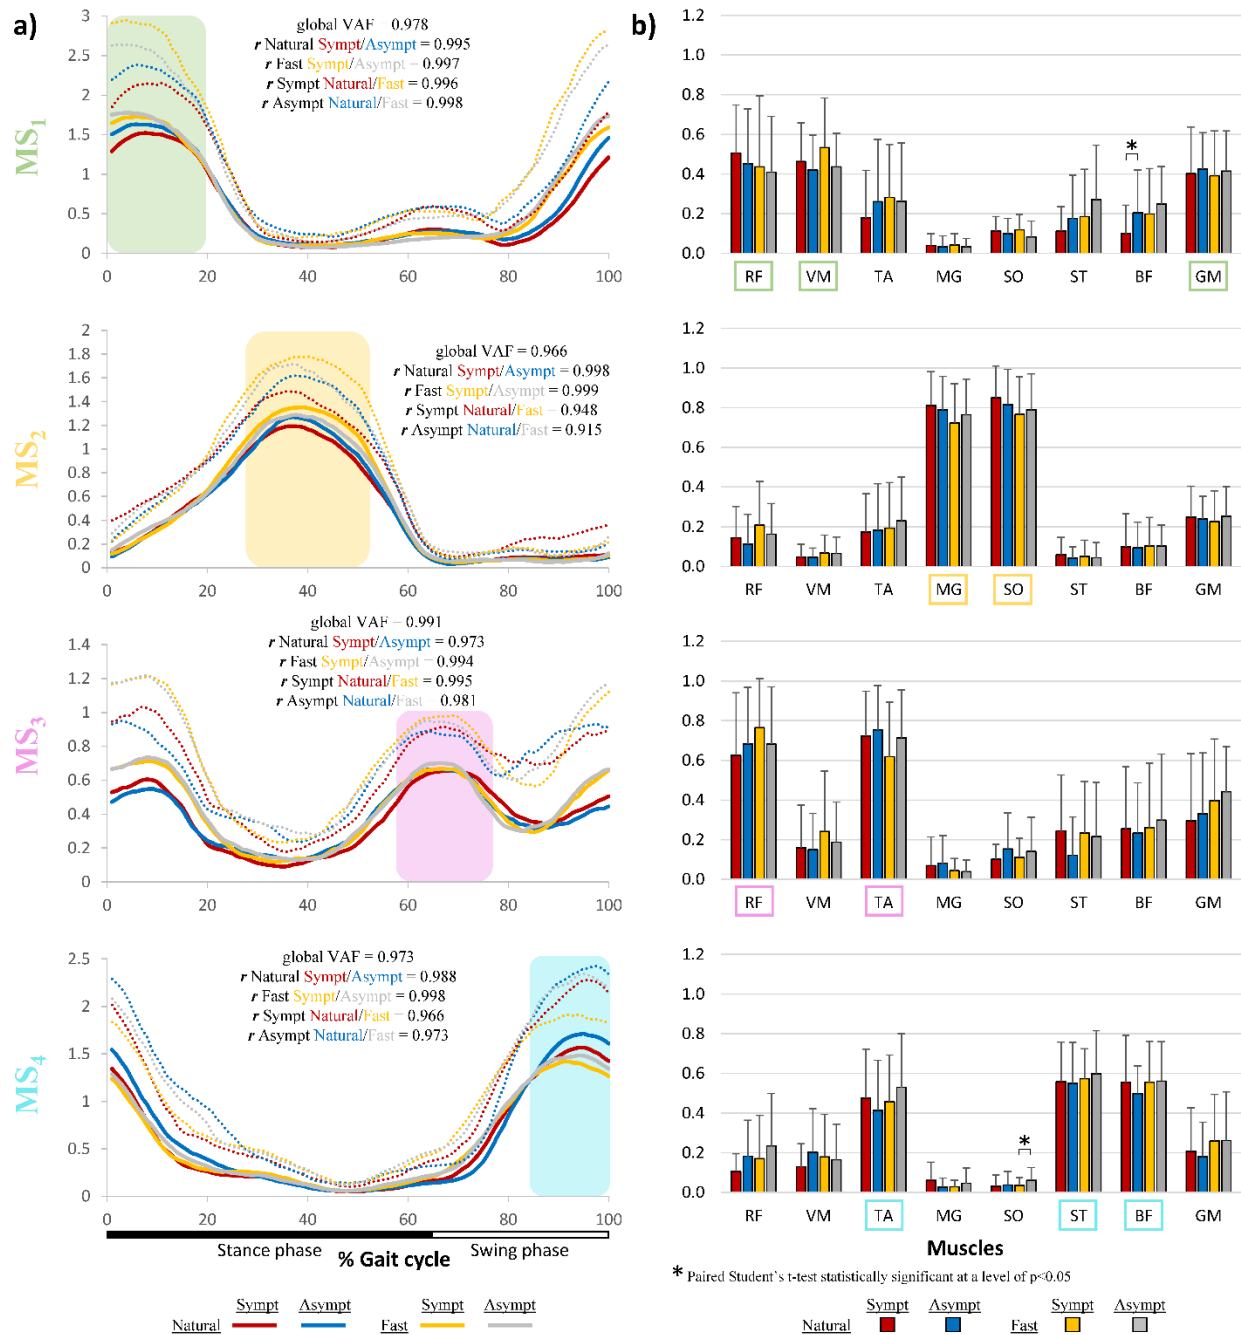 a)
MS1
3
2.5
2
1.5
1
0.5
0
0
20
40
60
80
100
global VAF = 0.978
r Natural Sympt/Asympt = 0.995
r Fast Sympt/Asympt = 0.997
r Sympt Natural/Fast = 0.996
r Asympt Natural/Fast = 0.998
b)
1.2
1.0
0.8
0.6
0.4
0.2
0.0
*
RF VM TA MG SO ST BF GM
MS2
2
1.8
1.6
1.4
1.2
1
0.8
0.6
0.4
0.2
0
0
20
40
60
80
100
global VAF = 0.966
r Natural Sympt/Asympt = 0.998
r Fast Sympt/Asympt = 0.999
r Sympt Natural/Fast = 0.948
r Asympt Natural/Fast = 0.915
1.2
1.0
0.8
0.6
0.4
0.2
0.0
RF VM TA MG SO ST BF GM
MS3
1.4
1.2
1
0.8
0.6
0.4
0.2
0
0
20
40
60
80
100
global VAF = 0.991
r Natural Sympt/Asympt = 0.973
r Fast Sympt/Asympt = 0.994
r Sympt Natural/Fast = 0.995
r Asympt Natural/Fast = 0.981
1.2
1.0
0.8
0.6
0.4
0.2
0.0
RF VM TA MG SO ST BF GM
MS4
2.5
2
1.5
1
0.5
0
0
20
40
60
80
100
global VAF = 0.973
r Natural Sympt/Asympt = 0.988
r Fast Sympt/Asympt = 0.998
r Sympt Natural/Fast = 0.966
r Asympt Natural/Fast = 0.973
Stance phase
Swing phase
% Gait cycle
1.2
1.0
0.8
0.6
0.4
0.2
0.0
*
RF VM TA MG SO ST BF GM
Muscles
* Paired Student's t-test statistically significant at a level of p<0.05
Sympt Asympt Sympt Asympt
Natural Fast
Sympt Asympt Sympt Asympt
Natural Fast